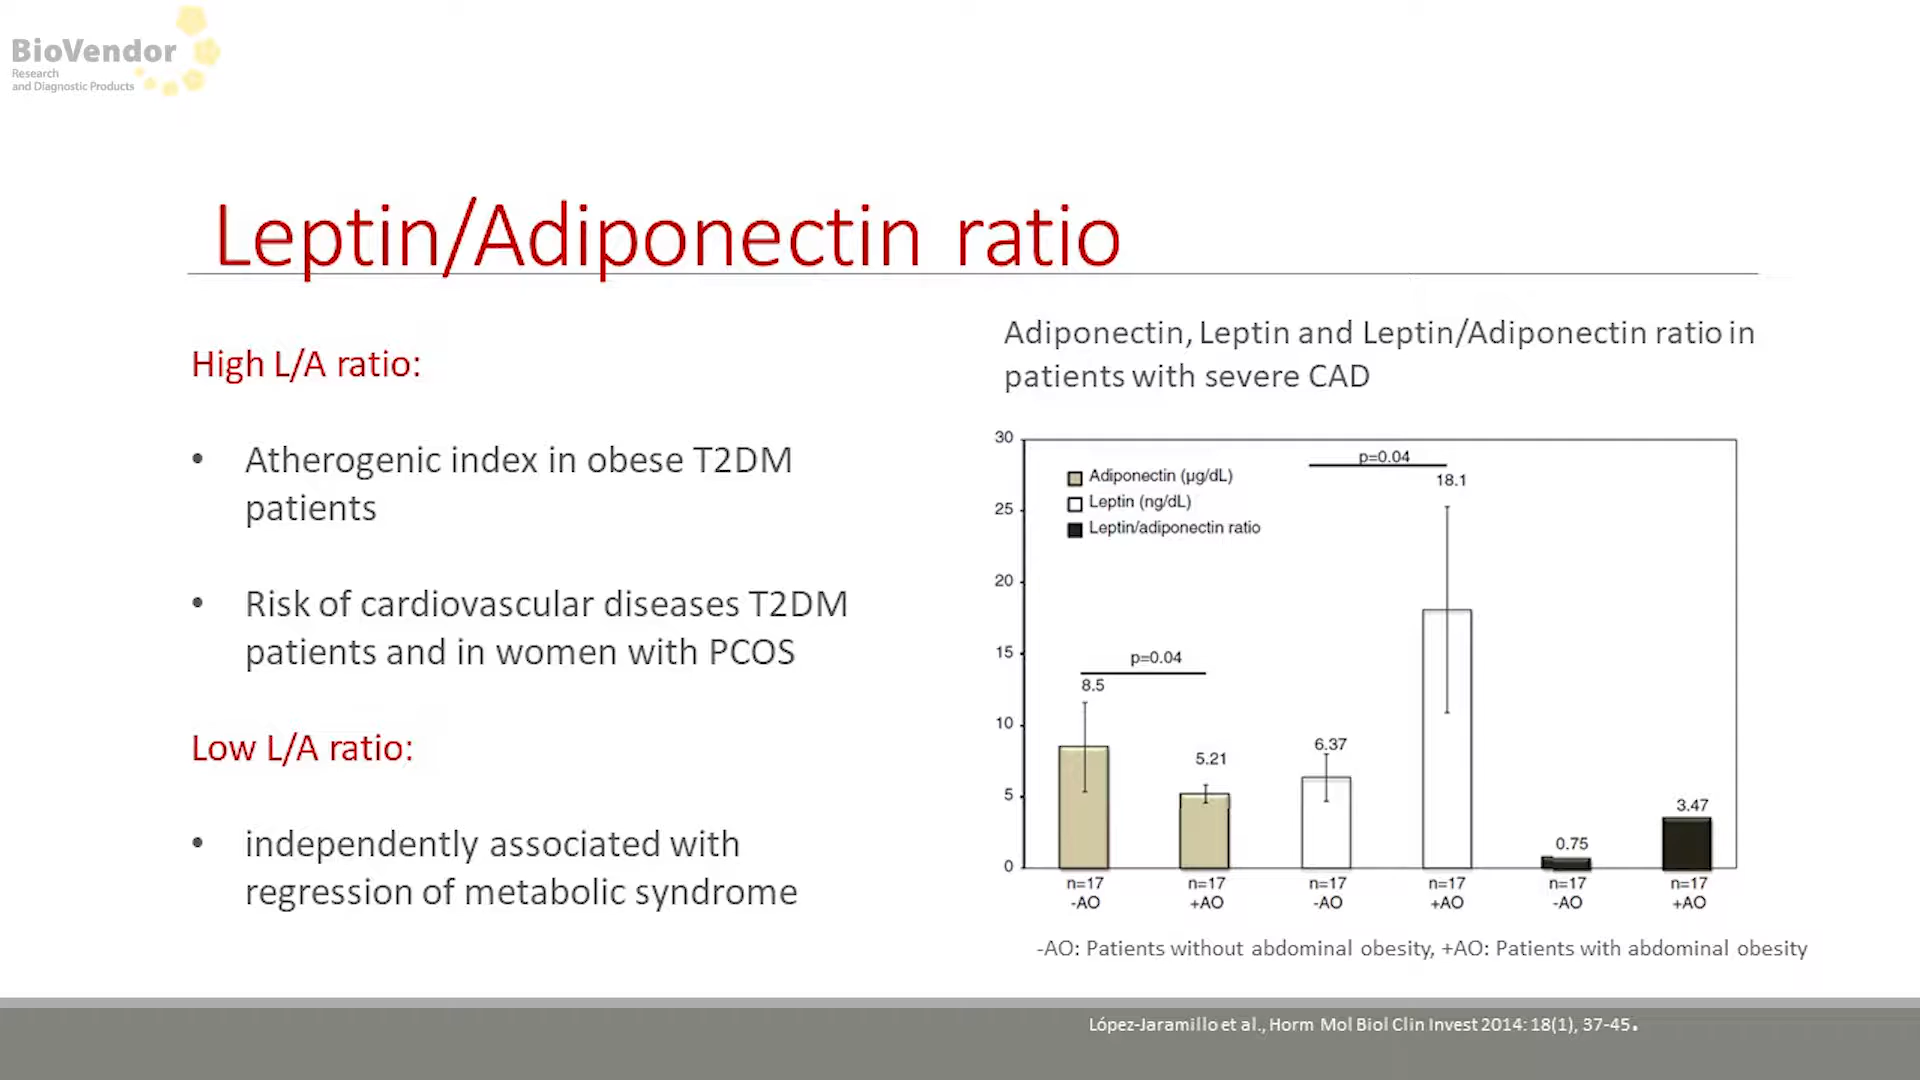 BioVendor
Research
and Diagnostic Products
Leptin/Adiponectin ratio
High L/A ratio:
• Atherogenic index in obese T2DM
patients
• Risk of cardiovascular diseases T2DM
patients and in women with PCOS
Low L/A ratio:
• independently associated with
regression of metabolic syndrome
Adiponectin, Leptin and Leptin/Adiponectin ratio in
patients with severe CAD
30
25
20
15
10
5
0
Adiponectin (µg/dL)
Leptin (ng/dL)
Leptin/adiponectin ratio
p=0.04
18.1
p=0.04
8.5
5.21
6.37
0.75
3.47
n=17 n=17 n=17 n=17 n=17 n=17
-AO +AO -AO +AO -AO +AO
-AO: Patients without abdominal obesity, +AO: Patients with abdominal obesity
López-Jaramillo et al., Horm Mol Biol Clin Invest 2014: 18(1), 37-45.